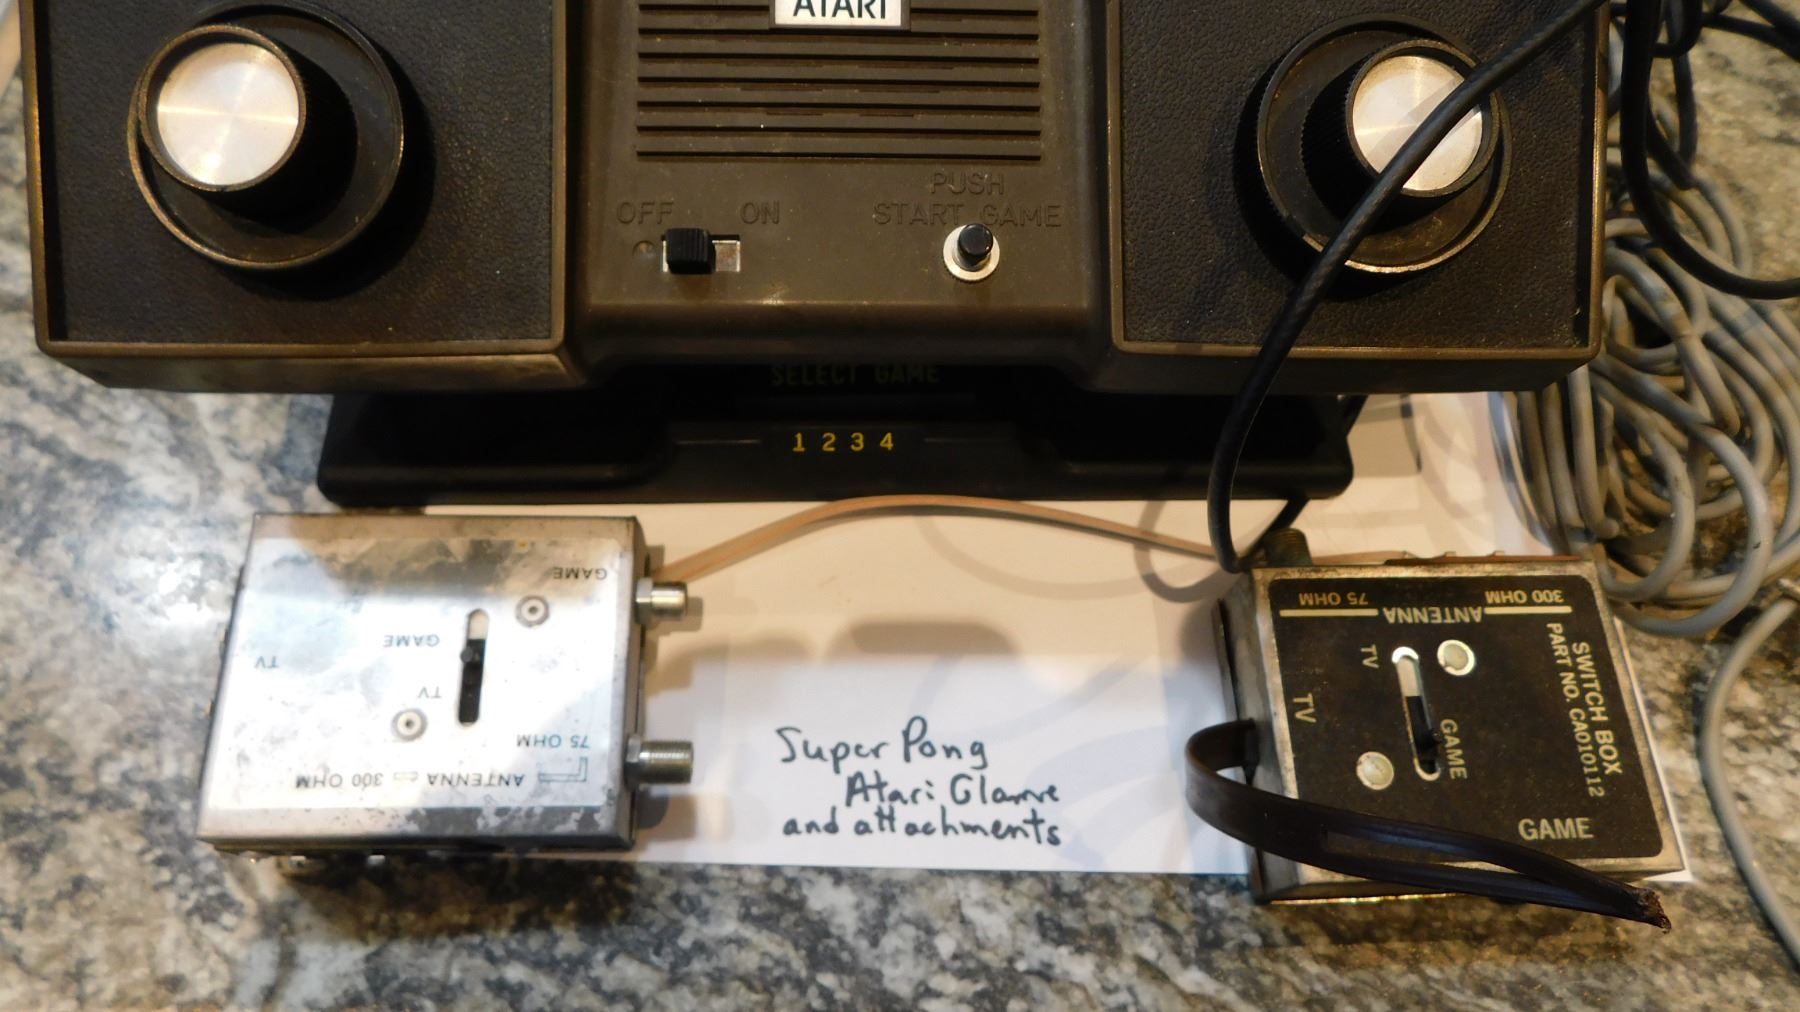 ATARI
PUSH
OFF ON START GAME
SELECT GAME
1 2 3 4
GAME
GAME
TV
TV
75 OHM
ANTENNA 300 OHM
75 OHM
ANTENNA
300 OHM
TV
TV
GAME
SWITCH BOX
PART NO. CA010112
GAME
Super Pong
Atari Glame
and attachments